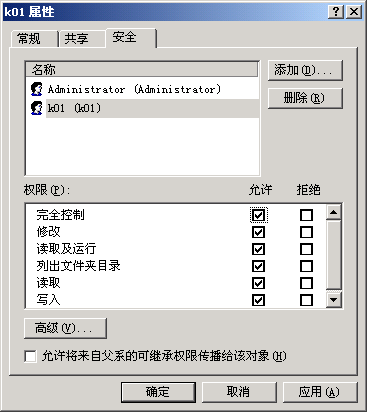 k01 属性
常规 共享 安全
名称
Administrator (Administrator)
k01 (k01)
添加(D)...
删除(R)
权限(P): 允许 拒绝
完全控制
修改
读取及运行
列出文件夹目录
读取
写入
高级(V)...
允许将来自父系的可继承权限传播给该对象(H)
确定 取消 应用(A)